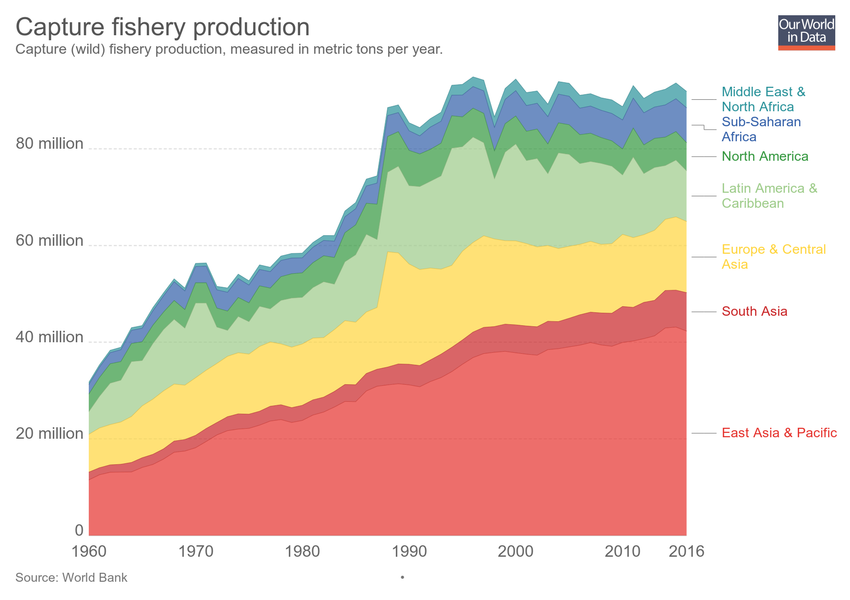 Capture fishery production
Capture (wild) fishery production, measured in metric tons per year.
Our World
in Data
80 million
60 million
40 million
20 million
0
1960
1970
1980
1990
2000
2010
2016
Middle East &
North Africa
Sub-Saharan
Africa
North America
Latin America &
Caribbean
Europe & Central
Asia
South Asia
East Asia & Pacific
Source: World Bank